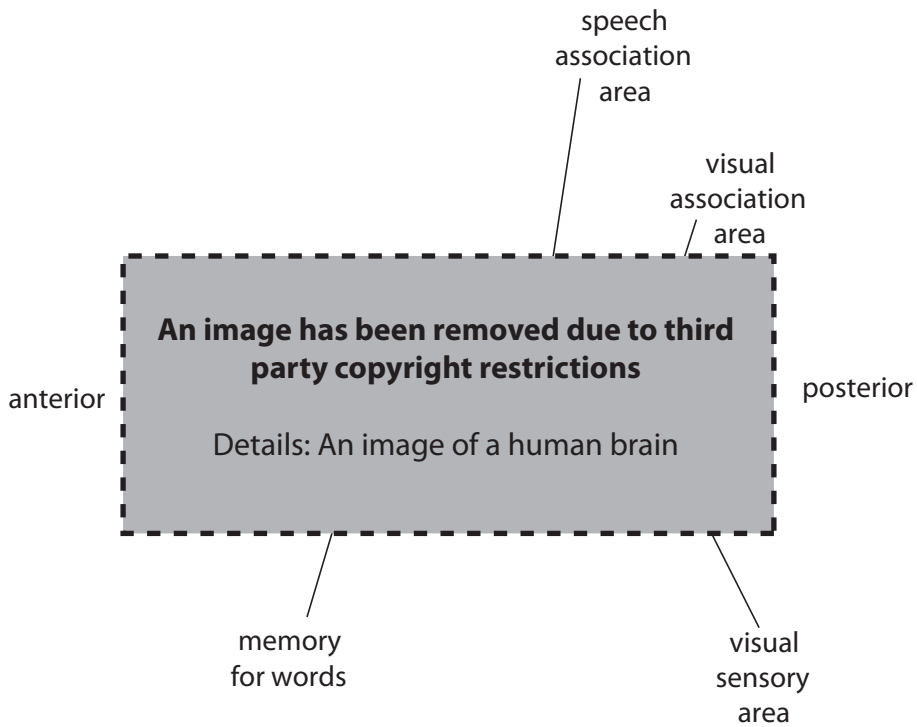 speech
association
area
visual
association
area
An image has been removed due to third
party copyright restrictions
anterior
posterior
Details: An image of a human brain
memory
for words
visual
sensory
area